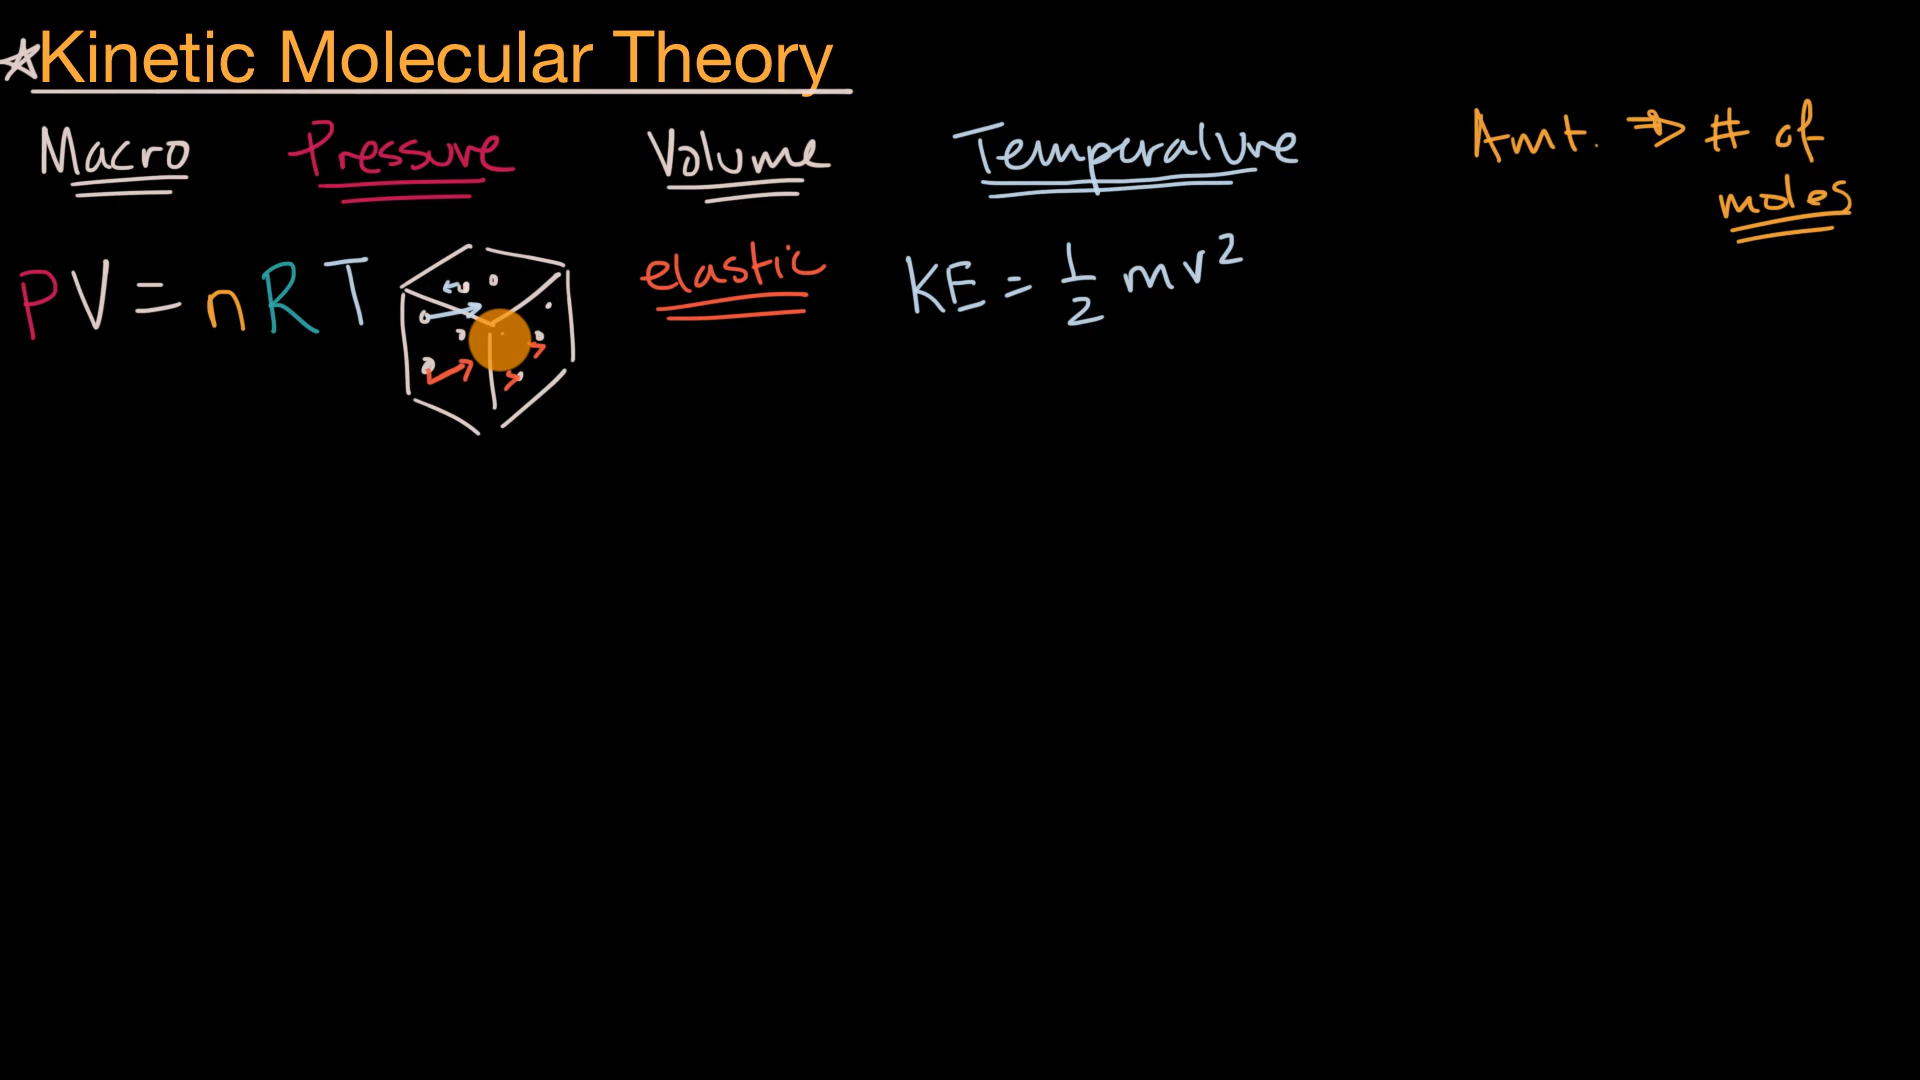 Kinetic Molecular Theory
Macro Pressure Volume Temperature Amt. ⇒ # of
moles
PV = nRT elastic KE = 1/2 mv²